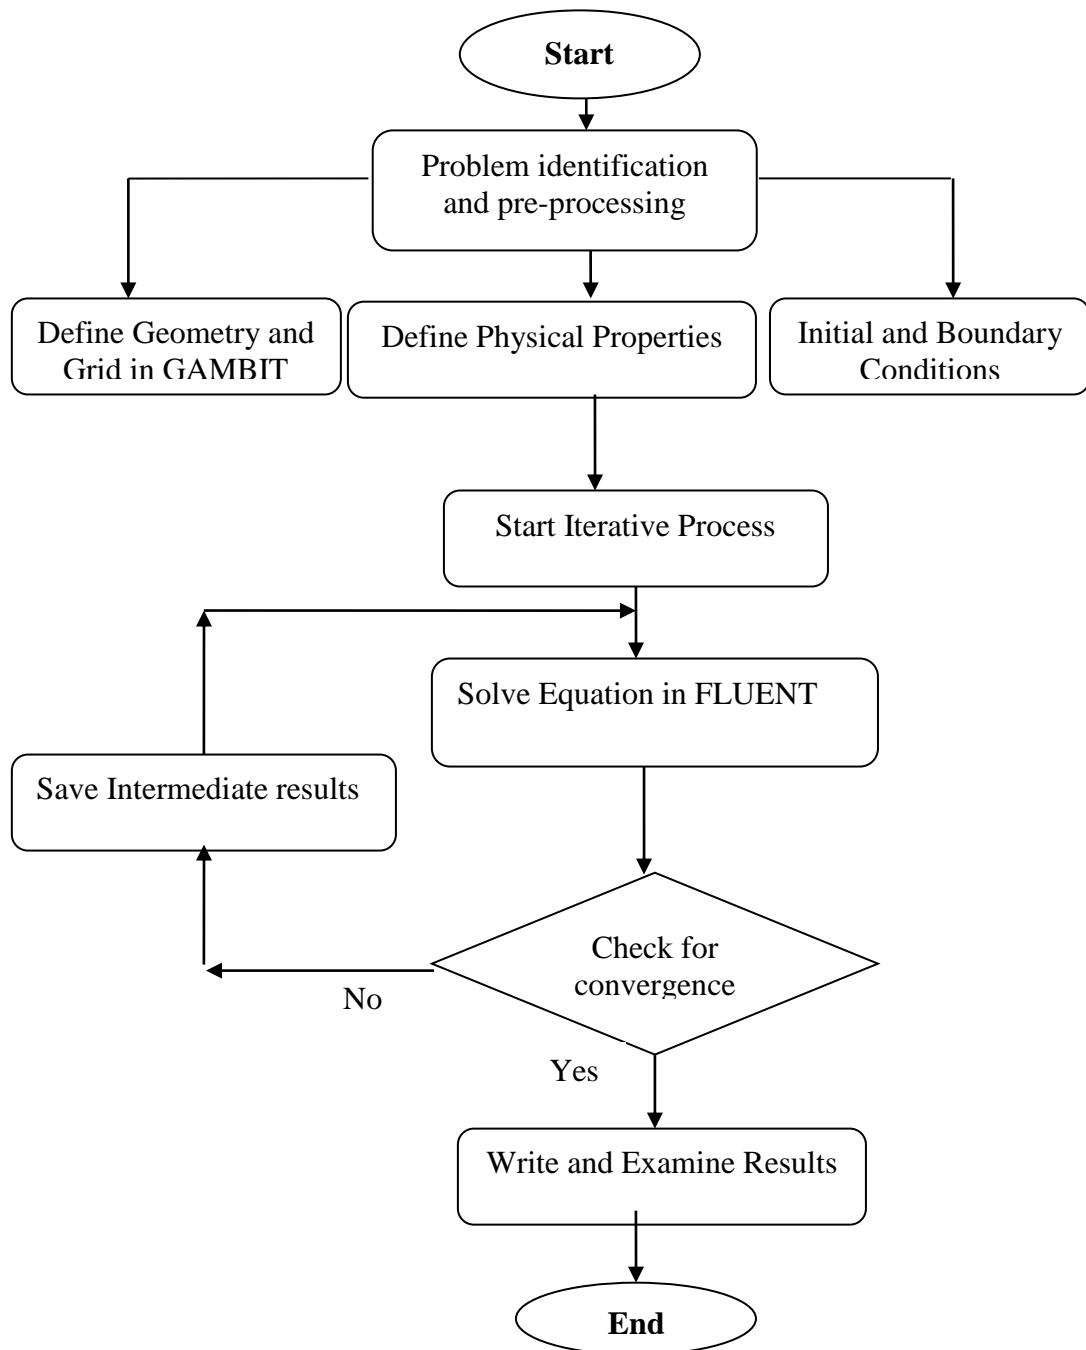 Start
Problem identification
and pre-processing
Define Geometry and
Grid in GAMBIT
Define Physical Properties
Initial and Boundary
Conditions
Start Iterative Process
Solve Equation in FLUENT
Save Intermediate results
Check for
convergence
No
Yes
Write and Examine Results
End